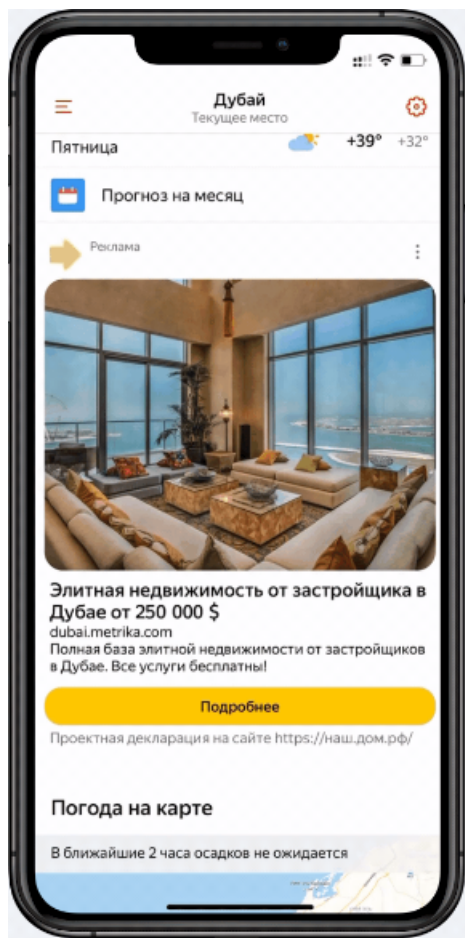 Дубай
Текущее место
Пятница +39° +32°
Прогноз на месяц
Реклама
Элитная недвижимость от застройщика в
Дубае от 250 000 $
dubai.metrika.com
Полная база элитной недвижимости от застройщиков
в Дубае. Все услуги бесплатны!
Подробнее
Проектная декларация на сайте https://наш.дом.рф/
Погода на карте
В ближайшие 2 часа осадков не ожидается